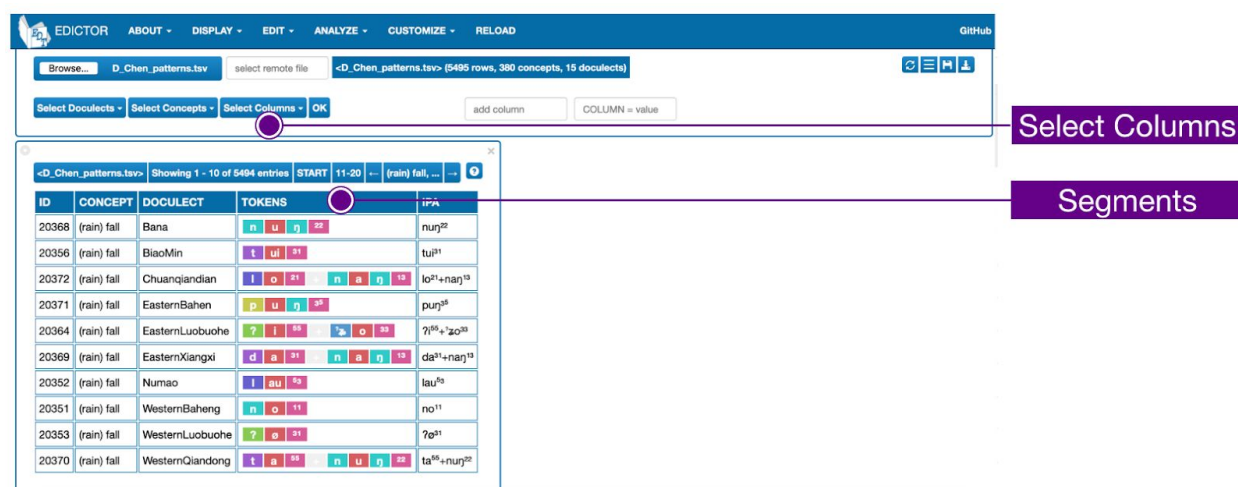 EDICTOR ABOUT DISPLAY EDIT ANALYZE CUSTOMIZE RELOAD GitHub
Browse... D_Chen_patterns.tsv select remote file <D_Chen_patterns.tsv> (5495 rows, 380 concepts, 15 doculects)
Select Doculects Select Concepts Select Columns OK add column COLUMN = value
Select Columns
<D_Chen_patterns.tsv> Showing 1 - 10 of 5494 entries START 11-20 ← (rain) fall, ... → ?
Segments
ID CONCEPT DOCULECT TOKENS IPA
20368 (rain) fall Bana n u ŋ ²² nuŋ²²
20356 (rain) fall BiaoMin t ui ³¹ tui³¹
20372 (rain) fall Chuanqiandian l o ²¹ + n a ŋ ¹³ lo²¹+naŋ¹³
20371 (rain) fall EasternBahen p u ŋ ³⁵ puŋ³⁵
20364 (rain) fall EasternLuobuohe ʔ i ⁵⁵ + ˀʑ o ³³ ʔi⁵⁵+ˀʑo³³
20369 (rain) fall EasternXiangxi d a ³¹ + n a ŋ ¹³ da³¹+naŋ¹³
20352 (rain) fall Numao l au ⁵³ lau⁵³
20351 (rain) fall WesternBaheng n o ¹¹ no¹¹
20353 (rain) fall WesternLuobuohe ʔ ø ³¹ ʔø³¹
20370 (rain) fall WesternQiandong t a ⁵⁵ + n u ŋ ²² ta⁵⁵+nuŋ²²